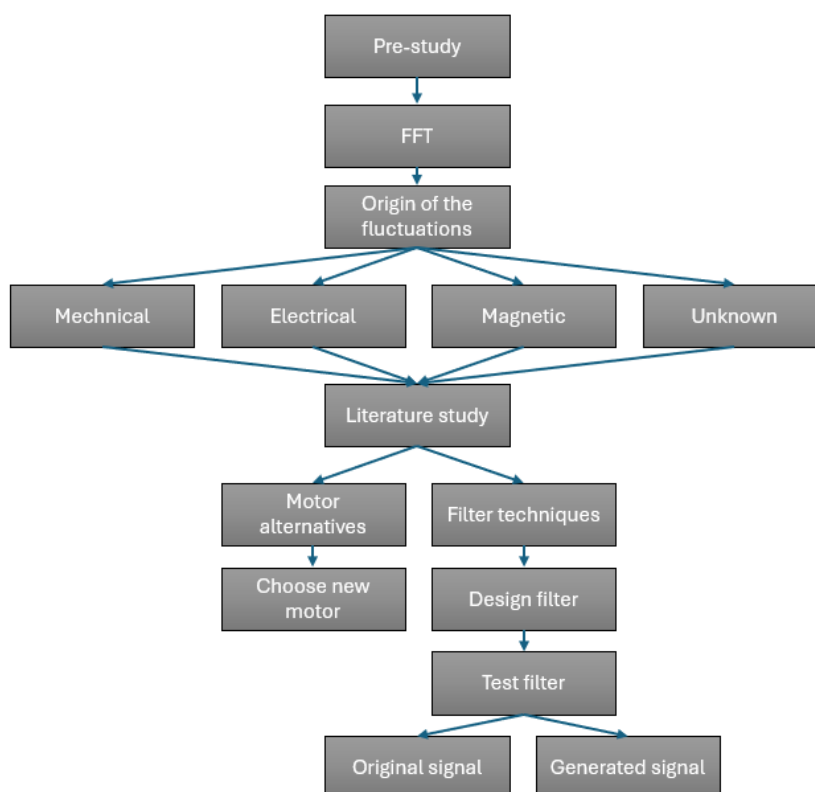 Pre-study
FFT
Origin of the
fluctuations
Mechnical
Electrical
Magnetic
Unknown
Literature study
Motor
alternatives
Filter techniques
Choose new
motor
Design filter
Test filter
Original signal
Generated signal